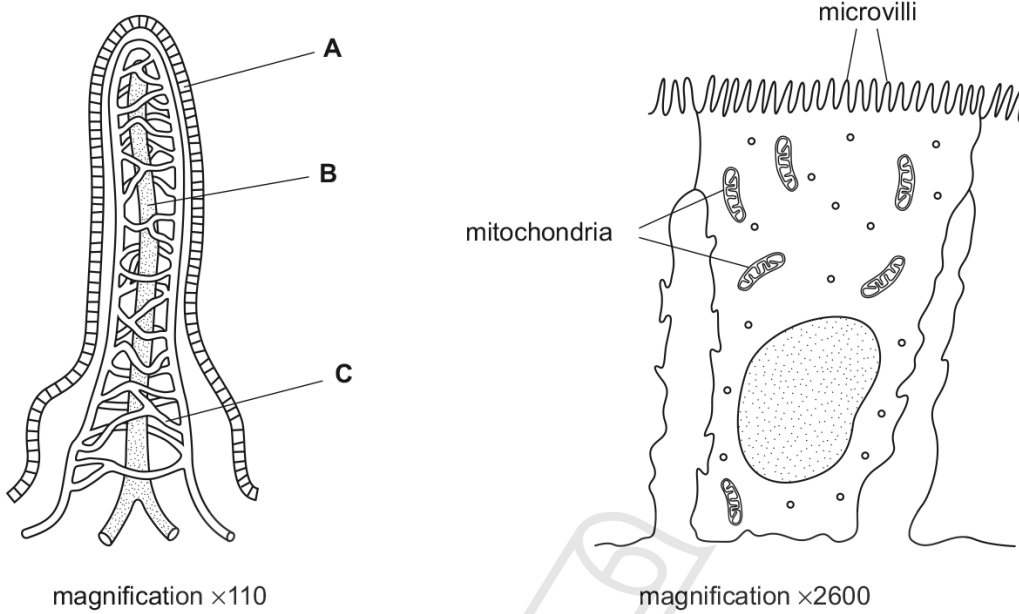 microvilli
A
B
mitochondria
C
magnification ×110
magnification ×2600